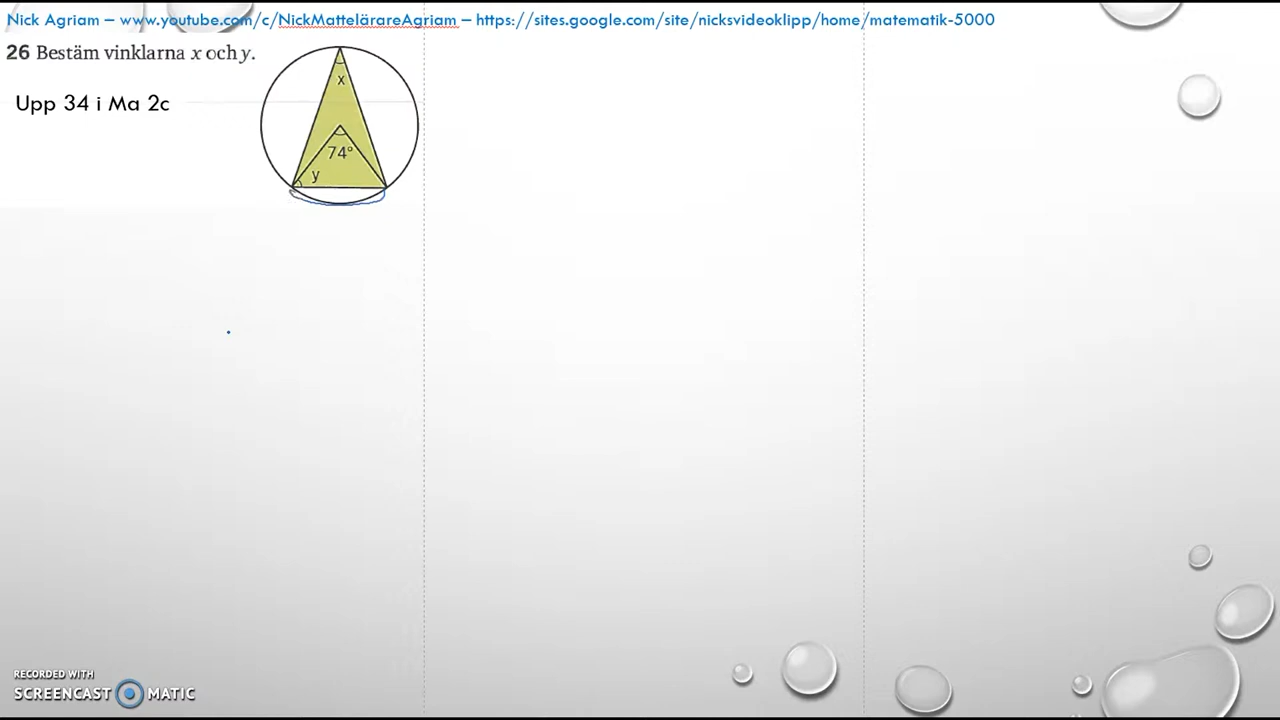 Nick Agriam – www.youtube.com/c/NickMattelärareAgriam – https://sites.google.com/site/nicksvideoklipp/home/matematik-5000
26 Bestäm vinklarna x och y.
Upp 34 i Ma 2c
x
74°
y
RECORDED WITH
SCREENCAST MATIC